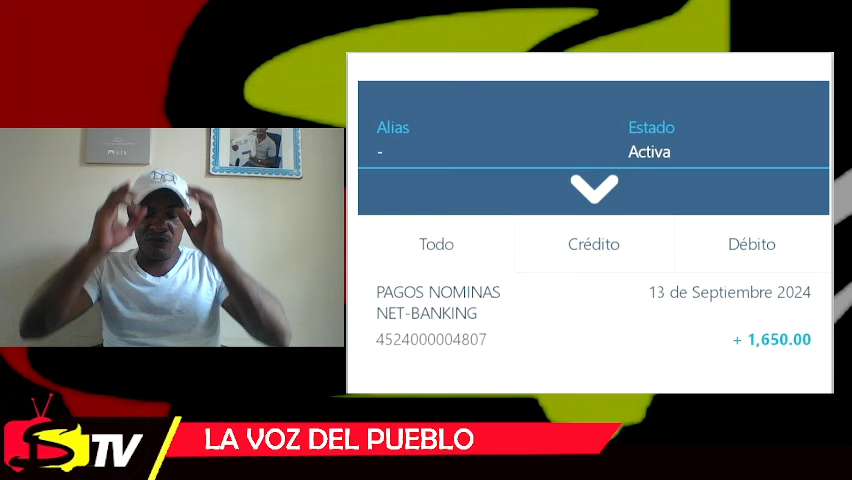 Alias
Estado
-
Activa
Todo
Crédito
Débito
PAGOS NOMINAS
13 de Septiembre 2024
NET-BANKING
4524000004807
+ 1,650.00
STV
LA VOZ DEL PUEBLO